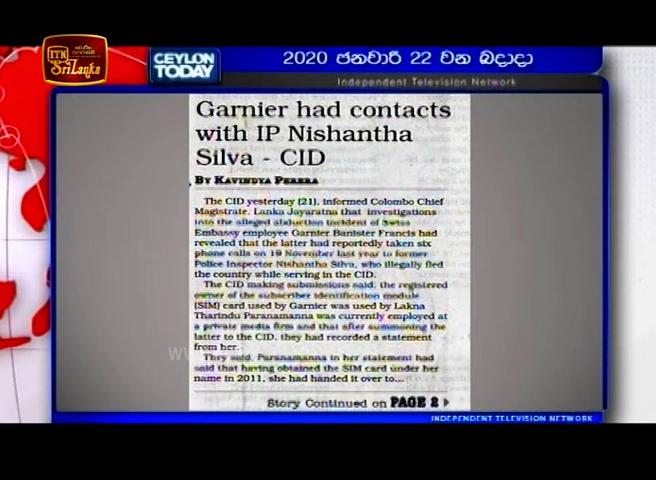 ITN
SriLanka
CEYLON
TODAY
2020 ජනවාරි 22 වන බදාදා
Independent Television Network
Garnier had contacts
with IP Nishantha
Silva - CID
BY KAVINDYA PERERA
The CID yesterday (21), informed Colombo Chief
Magistrate, Lanka Jayaratna that investigations
into the alleged abduction incident of Swiss
Embassy employee Garnier Banister Francis had
revealed that the latter had reportedly taken six
phone calls on 19 November last year to former
Police Inspector Nishantha Silva, who illegally fled
the country while serving in the CID.
The CID making submissions said, the registered
owner of the subscriber identification module
(SIM) card used by Garnier was used by Lakna
Tharindu Paranamanna was currently employed at
a private media firm and that after summoning the
latter to the CID, they had recorded a statement
from her.
They said, Paranamanna in her statement had
said that having obtained the SIM card under her
name in 2011, she had handed it over to...
Story Continued on PAGE 2
INDEPENDENT TELEVISION NETWORK